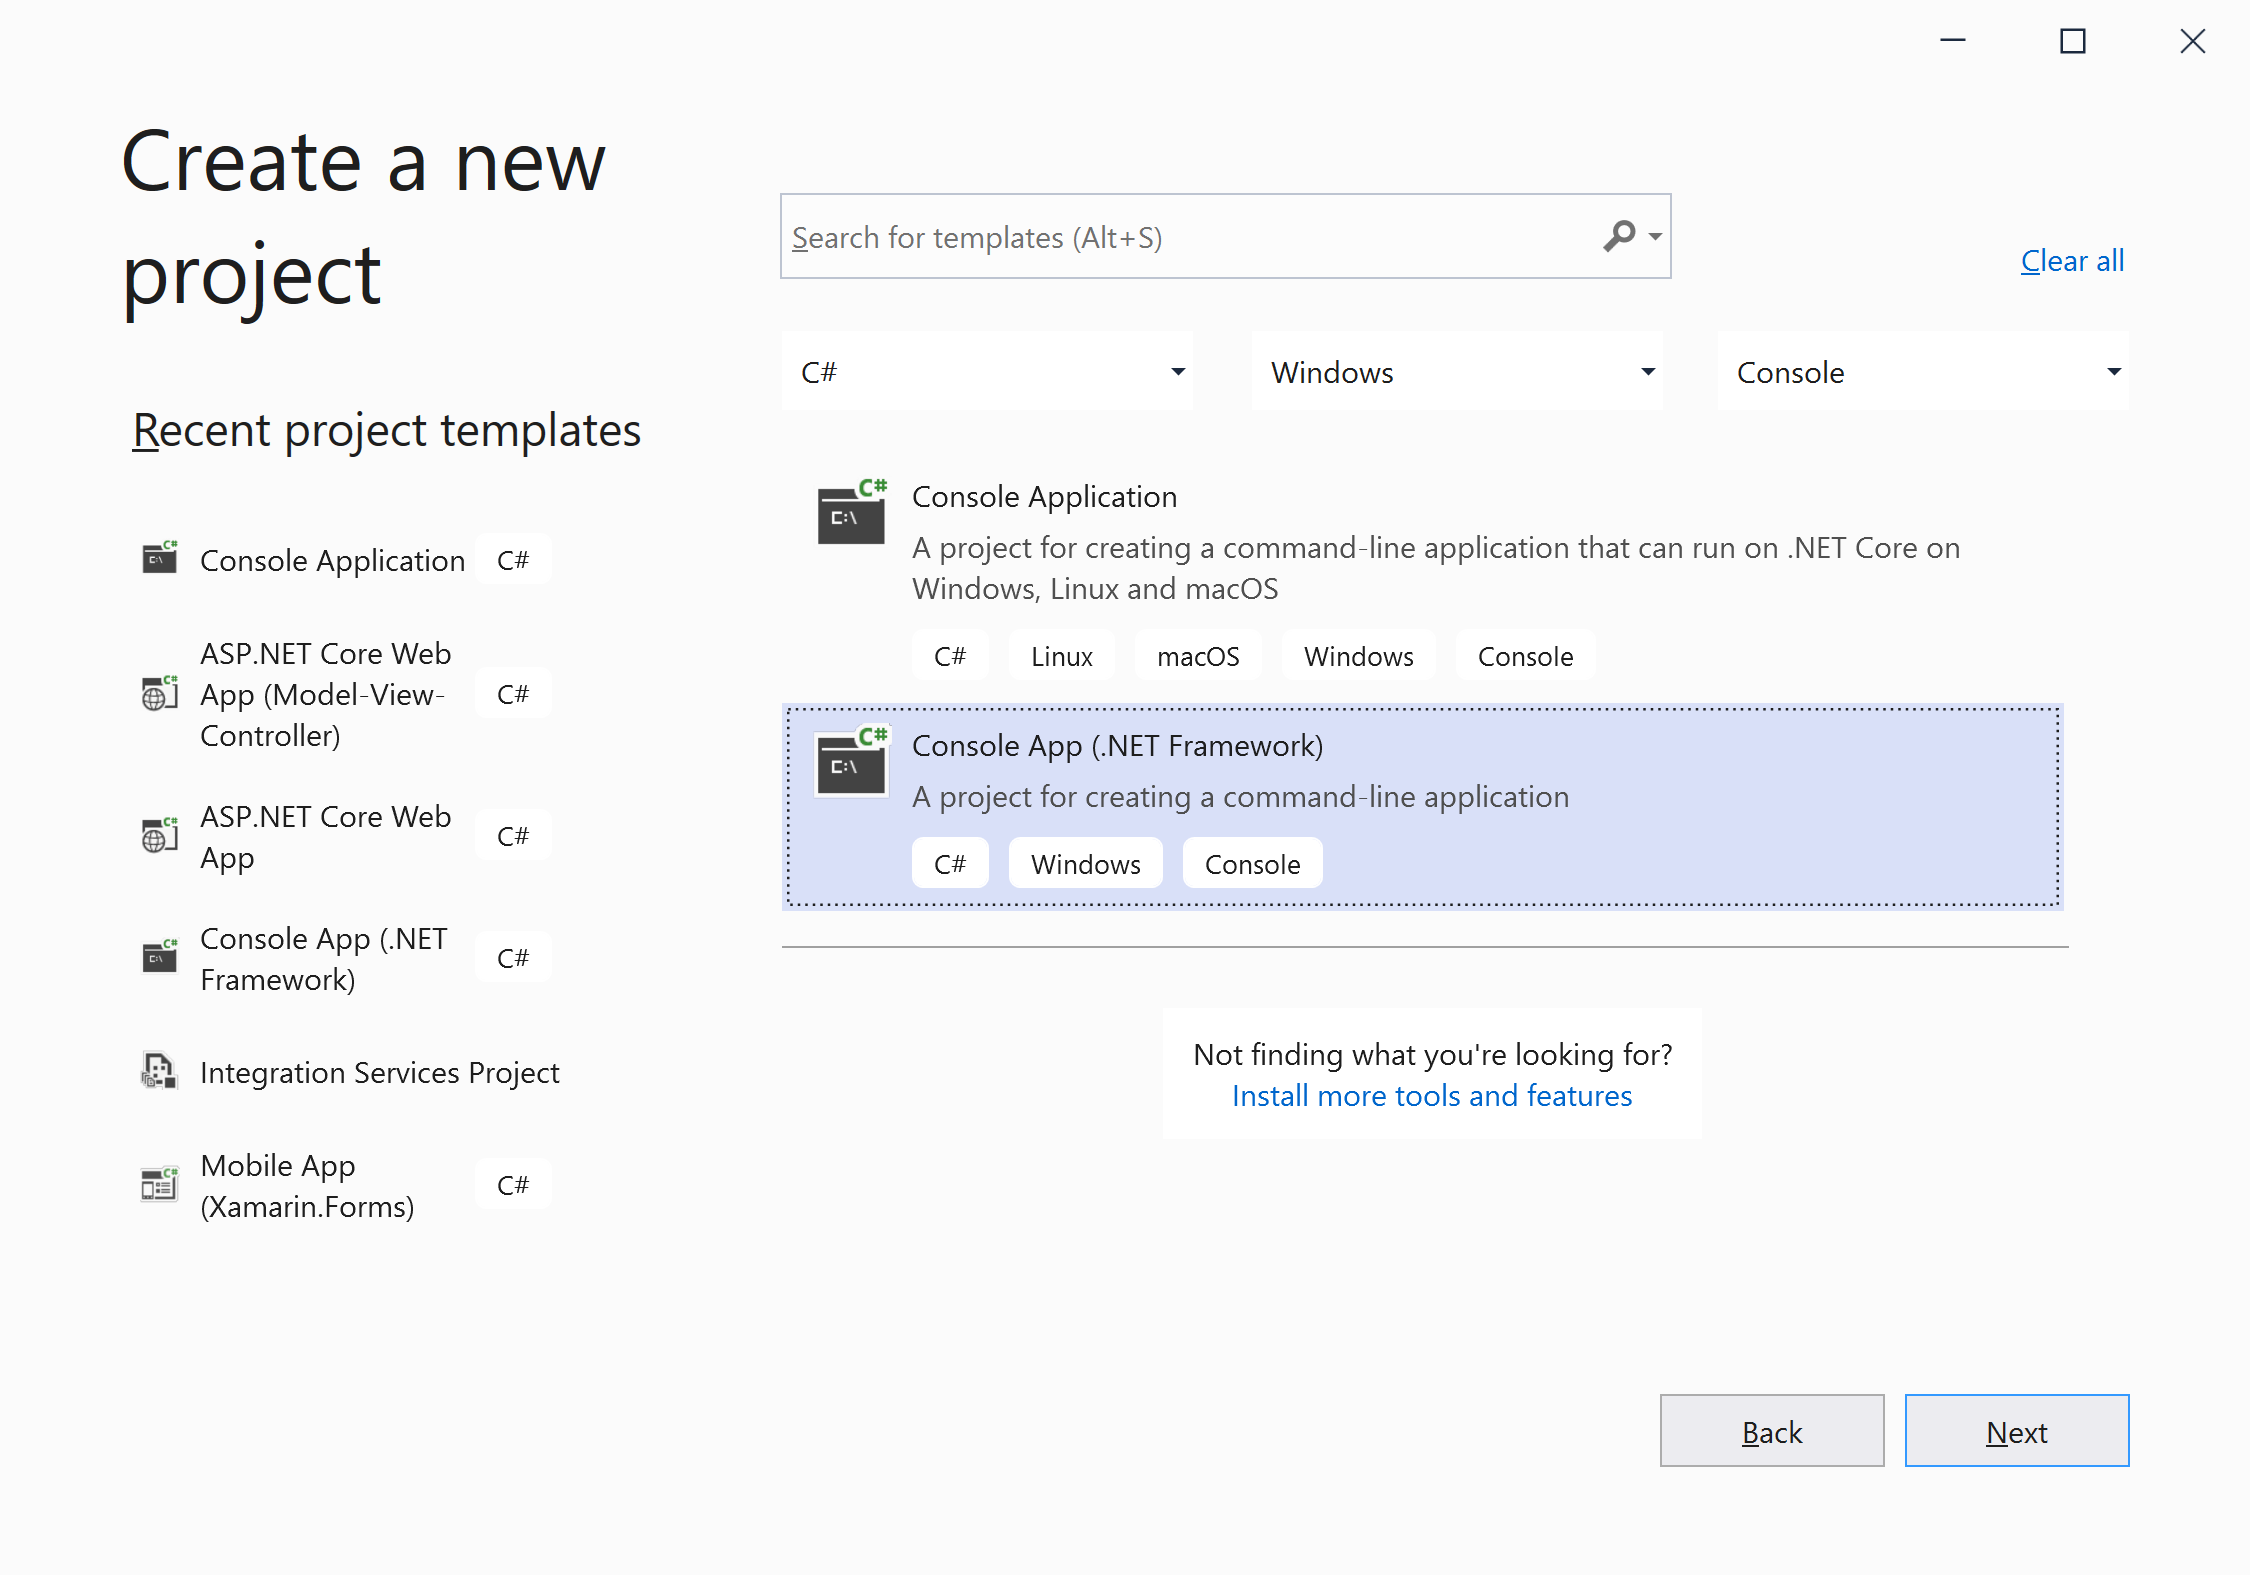 Create a new
project
Search for templates (Alt+S)
Clear all
C#
Windows
Console
Recent project templates
Console Application C#
ASP.NET Core Web
App (Model-View-
Controller)
C#
ASP.NET Core Web
App
C#
Console App (.NET
Framework)
C#
Integration Services Project
Mobile App
(Xamarin.Forms)
C#
C#
C:\
Console Application
A project for creating a command-line application that can run on .NET Core on
Windows, Linux and macOS
C# Linux macOS Windows Console
C#
C:\
Console App (.NET Framework)
A project for creating a command-line application
C# Windows Console
Not finding what you're looking for?
Install more tools and features
Back
Next